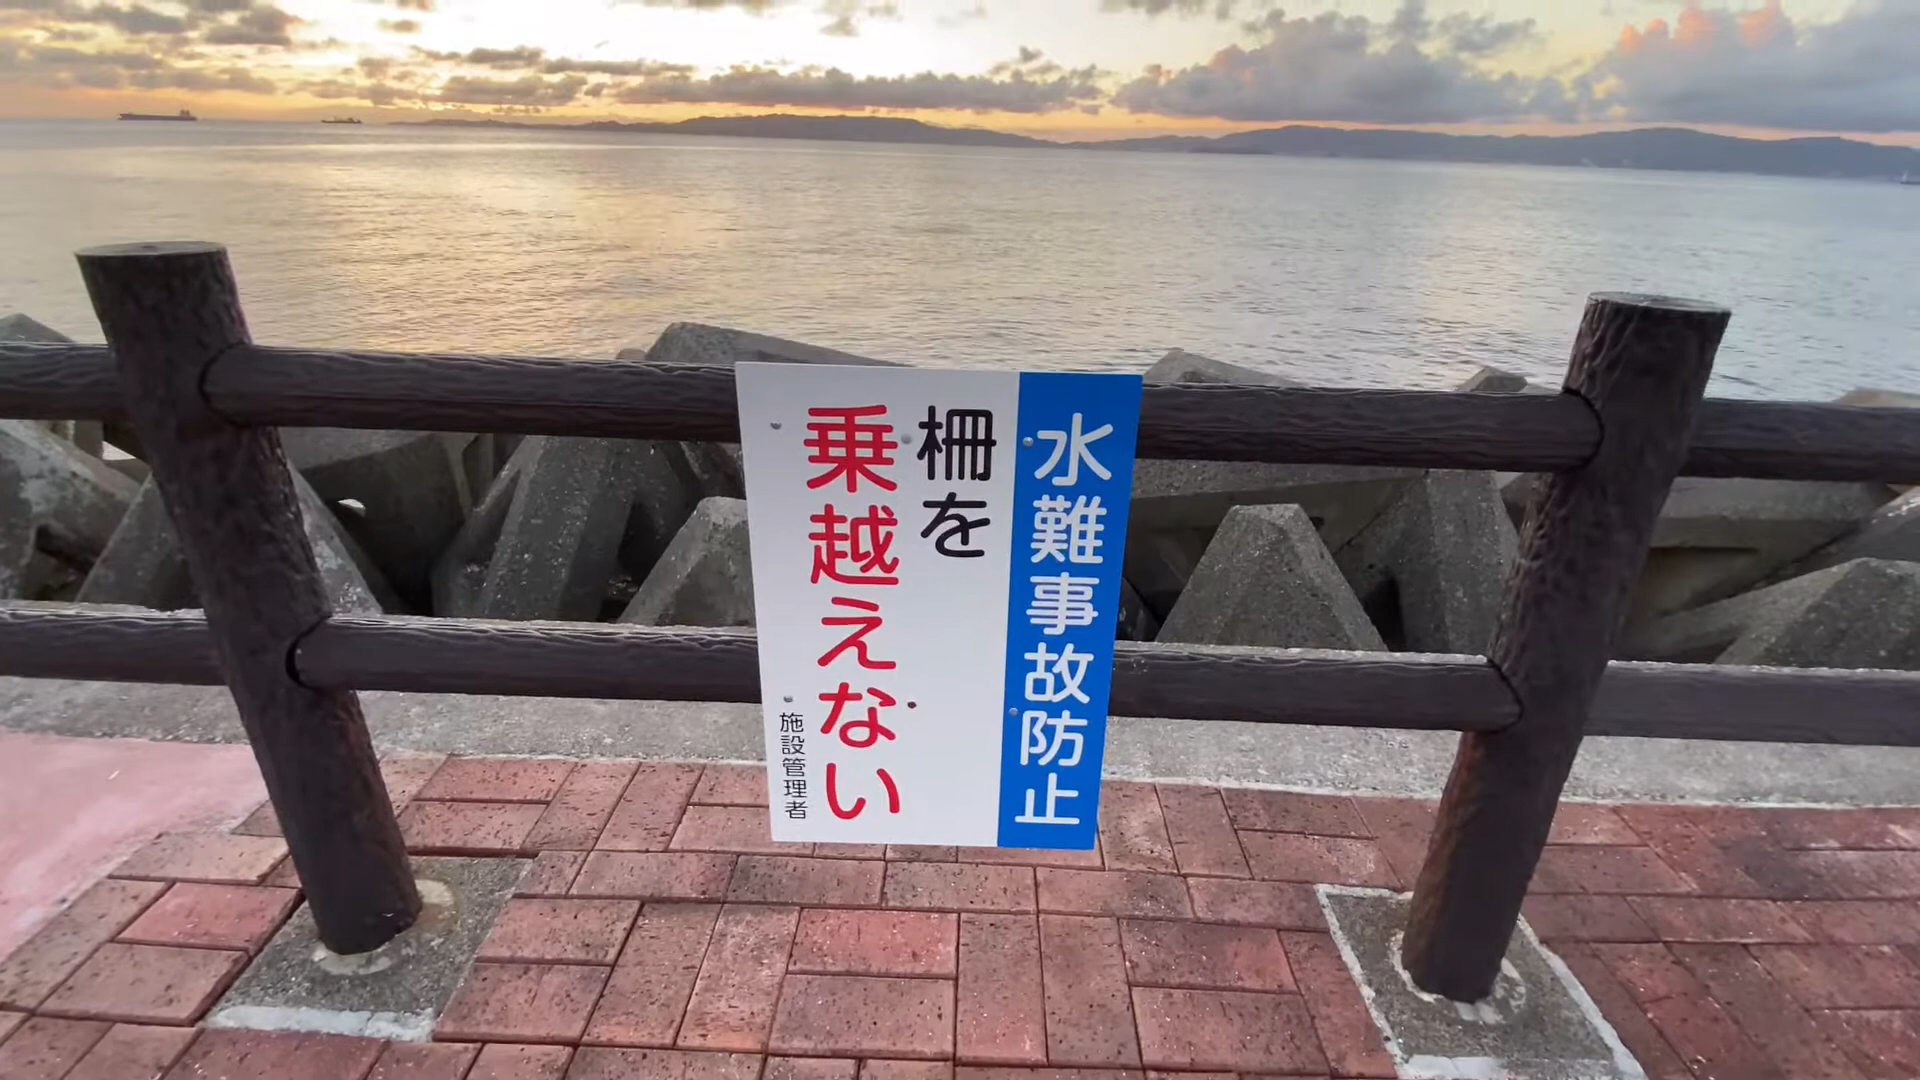 水難事故防止
柵を
乗越えない
施設管理者